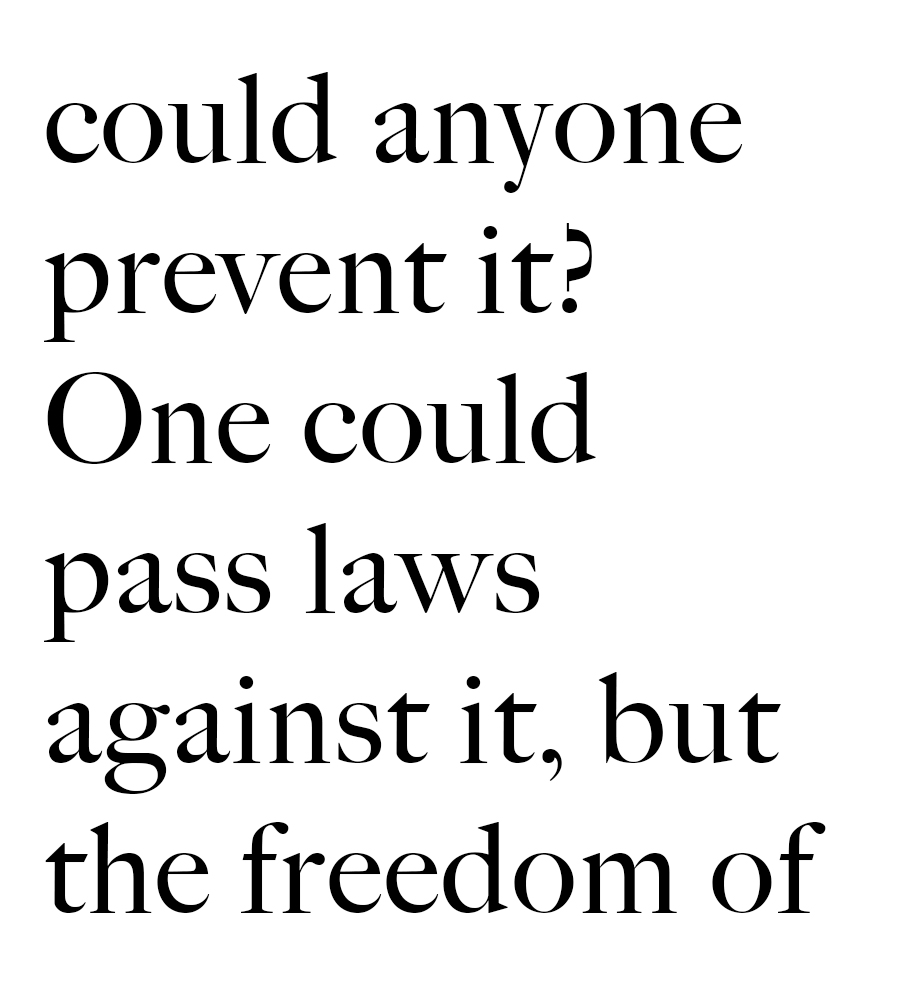 could anyone
prevent it?
One could
pass laws
against it, but
the freedom of